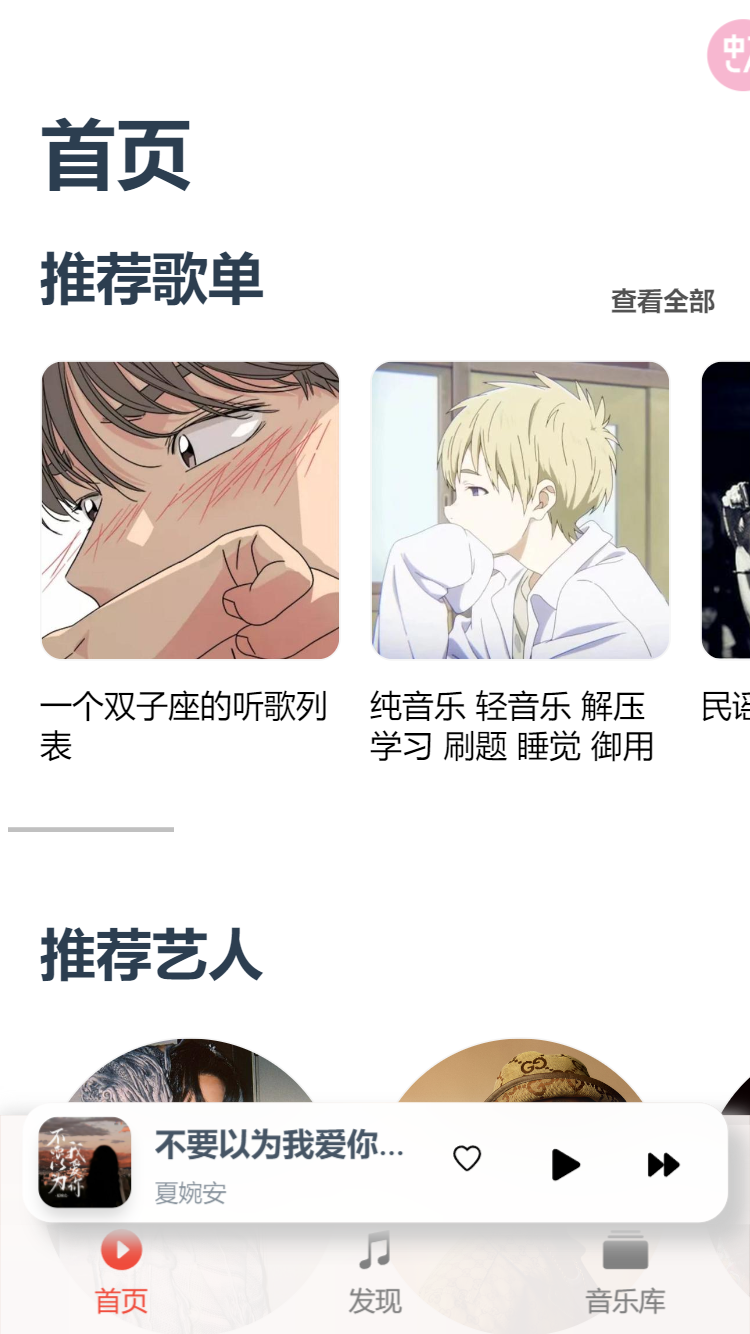 中
首页
推荐歌单
查看全部
一个双子座的听歌列
表
纯音乐 轻音乐 解压
学习 刷题 睡觉 御用
民谣
推荐艺人
不要以为我爱你...
夏婉安
首页
发现
音乐库